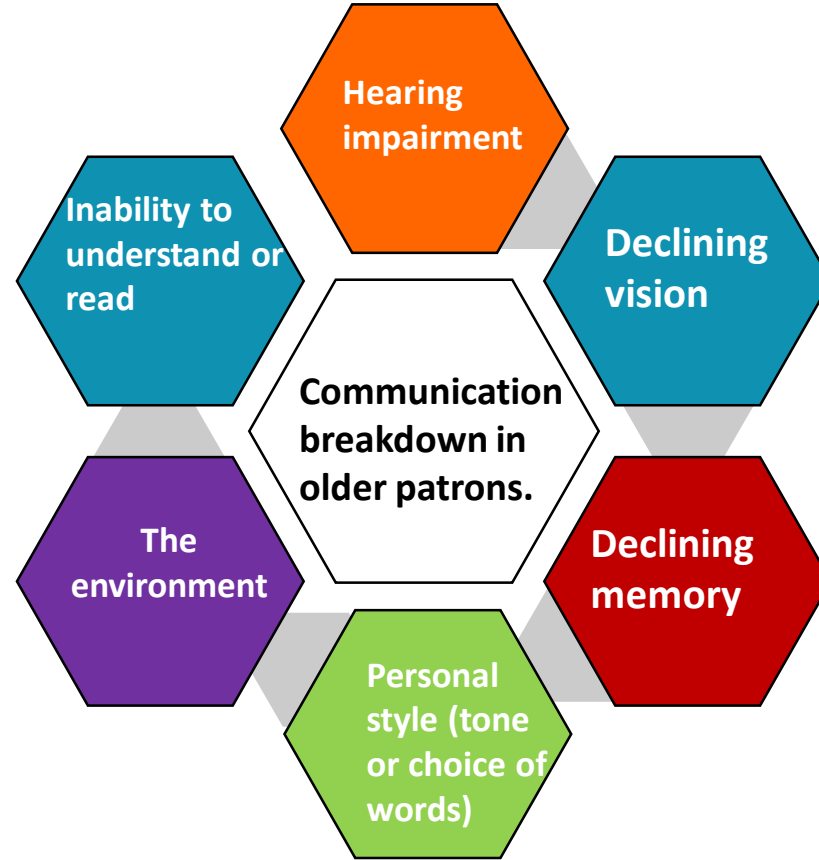 Hearing
impairment
Declining
vision
Declining
memory
Personal
style (tone
or choice of
words)
The
environment
Inability to
understand or
read
Communication
breakdown in
older patrons.